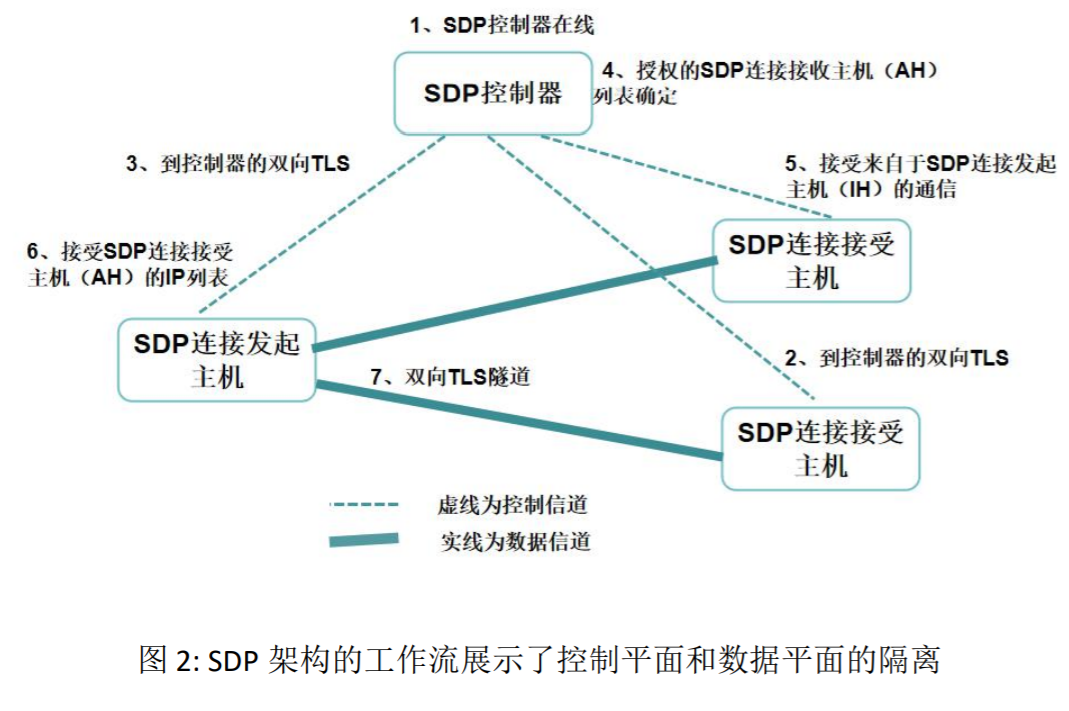 1、SDP控制器在线
SDP控制器
4、授权的SDP连接接收主机（AH）
列表确定
3、到控制器的双向TLS
5、接受来自于SDP连接发起
主机（IH）的通信
6、接受SDP连接接受
主机（AH）的IP列表
SDP连接接受
主机
SDP连接发起
主机
2、到控制器的双向TLS
7、双向TLS隧道
SDP连接接受
主机
虚线为控制信道
实线为数据信道
图 2: SDP 架构的工作流展示了控制平面和数据平面的隔离